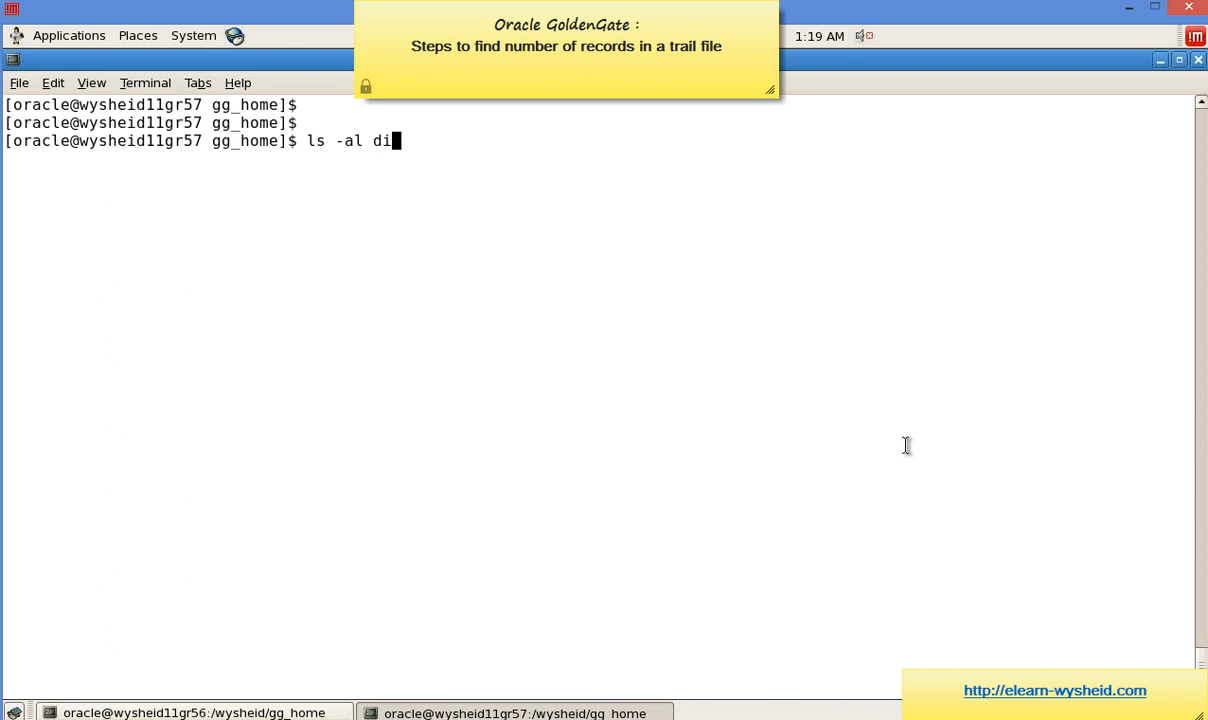 Oracle GoldenGate :
Steps to find number of records in a trail file
Applications Places System
1:19 AM
File Edit View Terminal Tabs Help
[oracle@wysheid11gr57 gg_home]$
[oracle@wysheid11gr57 gg_home]$
[oracle@wysheid11gr57 gg_home]$ ls -al di
http://elearn-wysheid.com
oracle@wysheid11gr56:/wysheid/gg_home
oracle@wysheid11gr57:/wysheid/gg_home